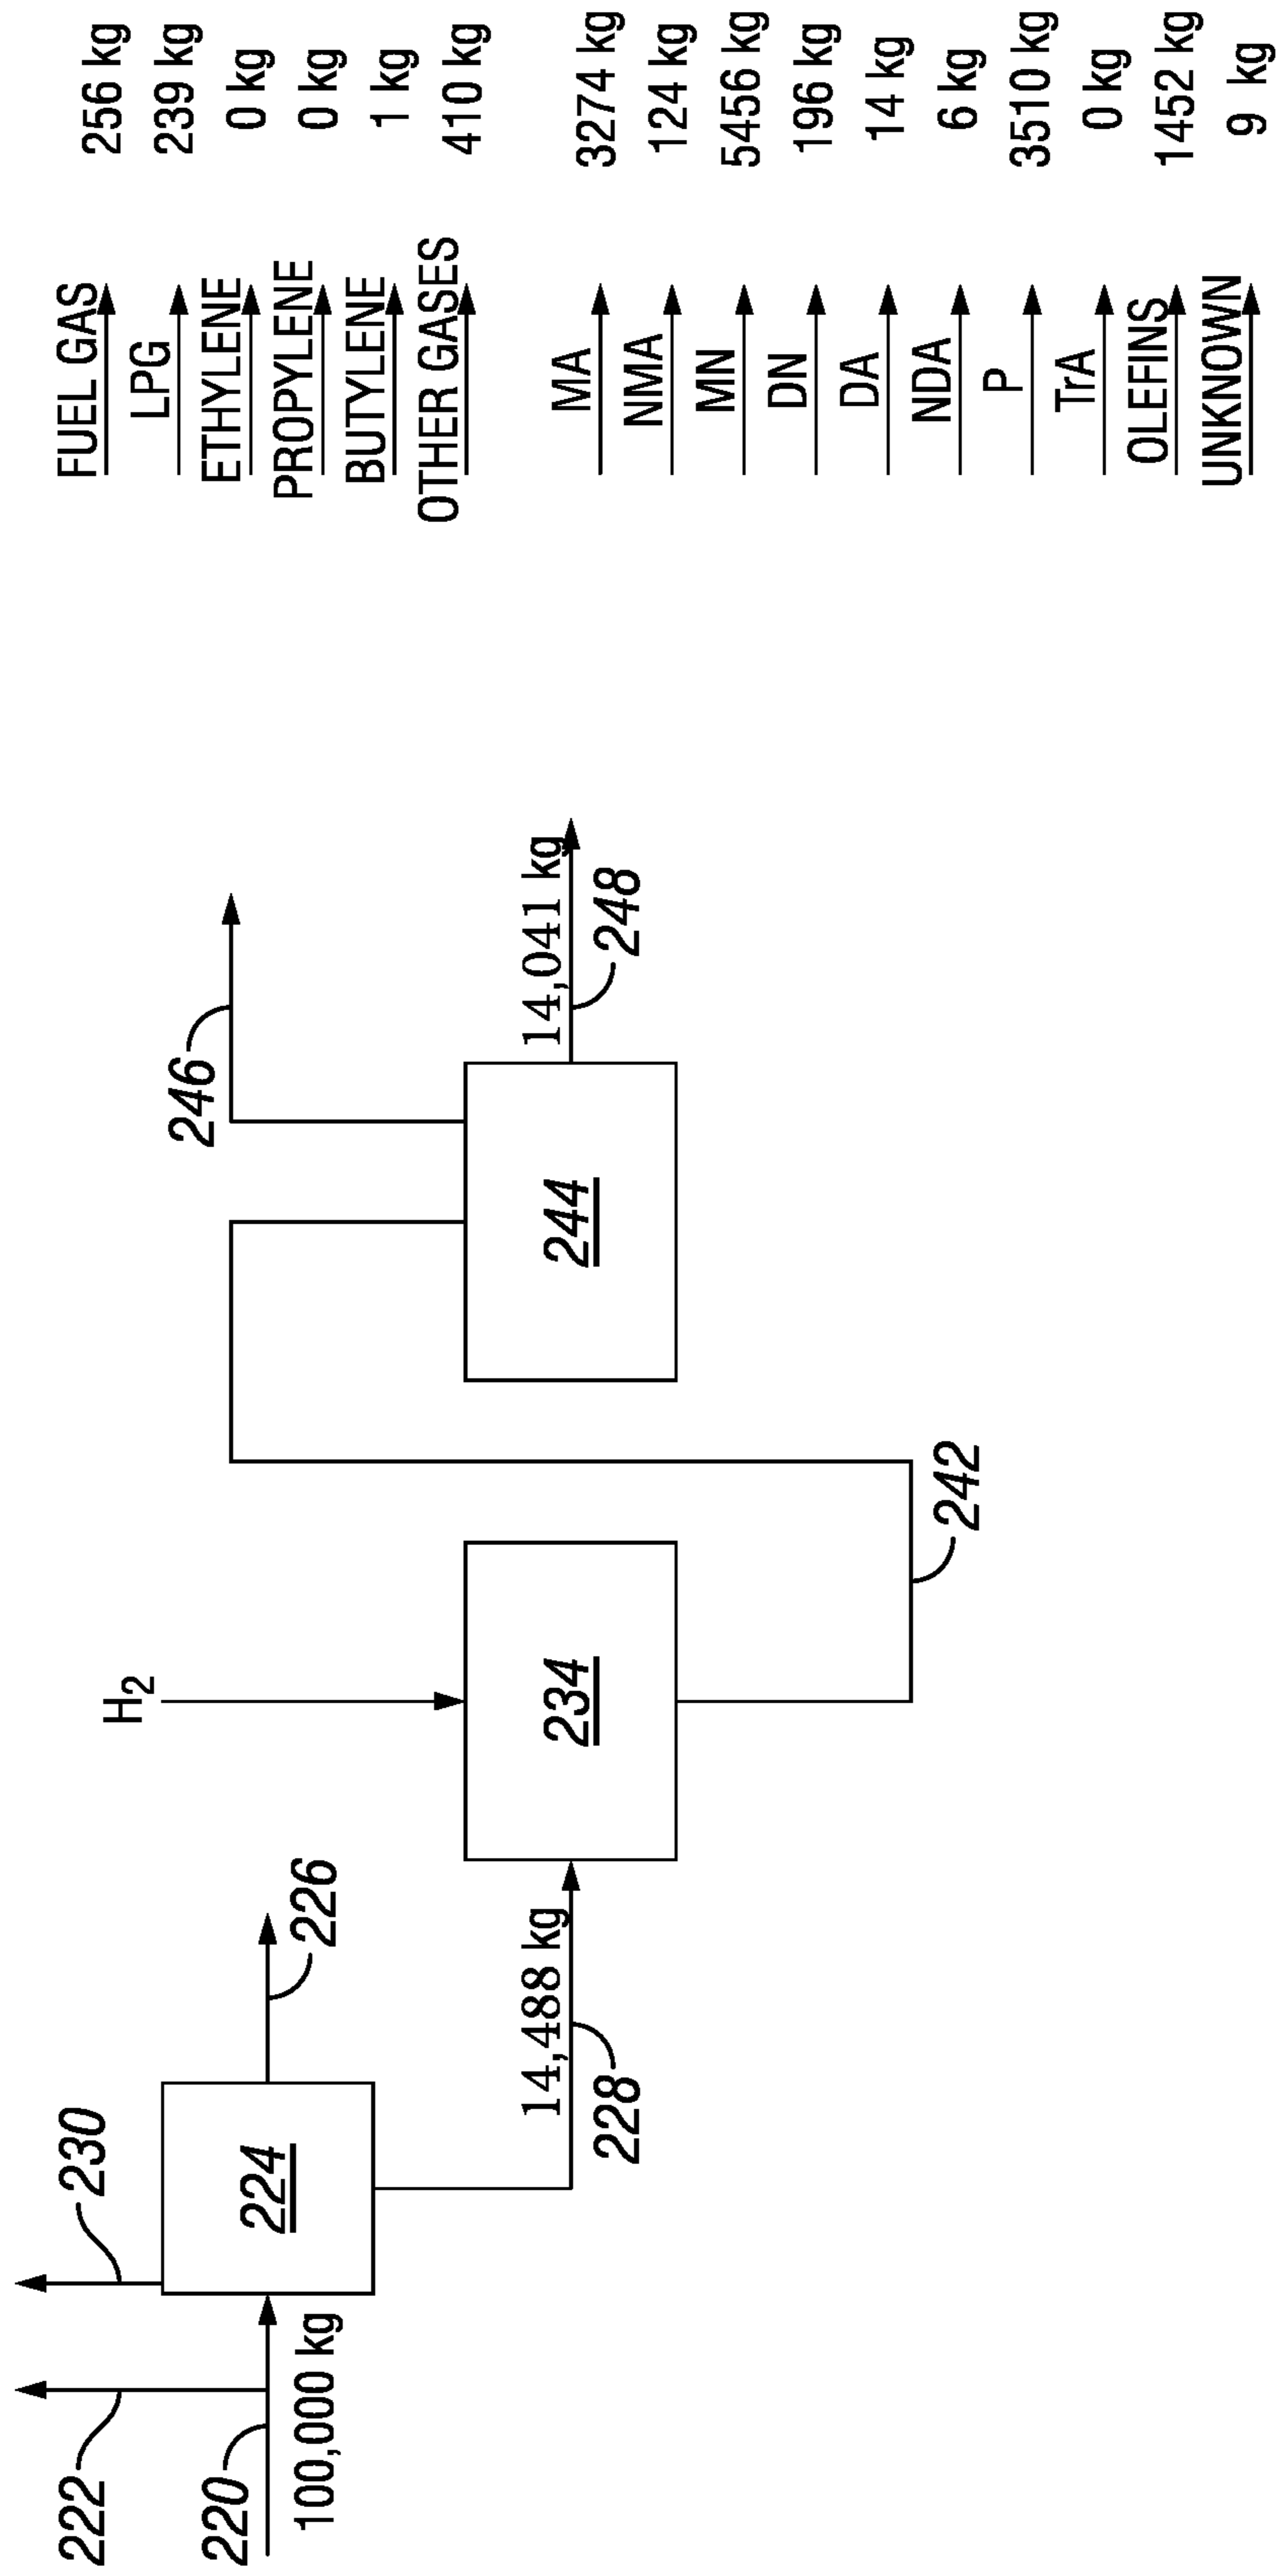 222
230
220
100,000 kg
224
226
14,488 kg
228
H2
234
242
244
246
14,041 kg
248
FUEL GAS 256 kg
LPG 239 kg
ETHYLENE 0 kg
PROPYLENE 0 kg
BUTYLENE 1 kg
OTHER GASES 410 kg
MA 3274 kg
NMA 124 kg
MN 5456 kg
DN 196 kg
DA 14 kg
NDA 6 kg
P 3510 kg
TrA 0 kg
OLEFINS 1452 kg
UNKNOWN 9 kg